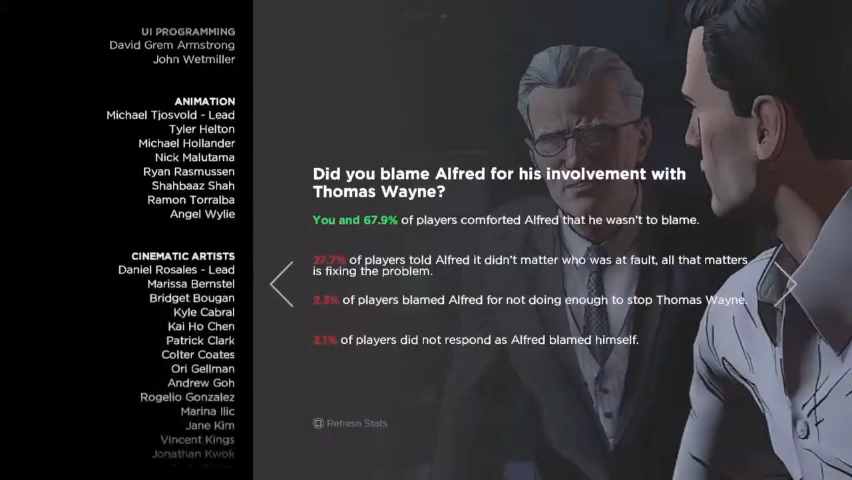 UI PROGRAMMING
David Grem Armstrong
John Wetmiller
ANIMATION
Michael Tjosvold - Lead
Tyler Helton
Michael Hollander
Nick Malutama
Ryan Rasmussen
Shahbaaz Shah
Ramon Torralba
Angel Wylie
CINEMATIC ARTISTS
Daniel Rosales - Lead
Marissa Bernstel
Bridget Bougan
Kyle Cabral
Kai Ho Chen
Patrick Clark
Colter Coates
Ori Gellman
Andrew Goh
Rogelio Gonzalez
Marina Ilic
Jane Kim
Vincent Kings
Jonathan Kwok
Did you blame Alfred for his involvement with
Thomas Wayne?
You and 67.9% of players comforted Alfred that he wasn't to blame.
27.7% of players told Alfred it didn't matter who was at fault, all that matters
is fixing the problem.
2.3% of players blamed Alfred for not doing enough to stop Thomas Wayne.
2.1% of players did not respond as Alfred blamed himself.
Refresh Stats